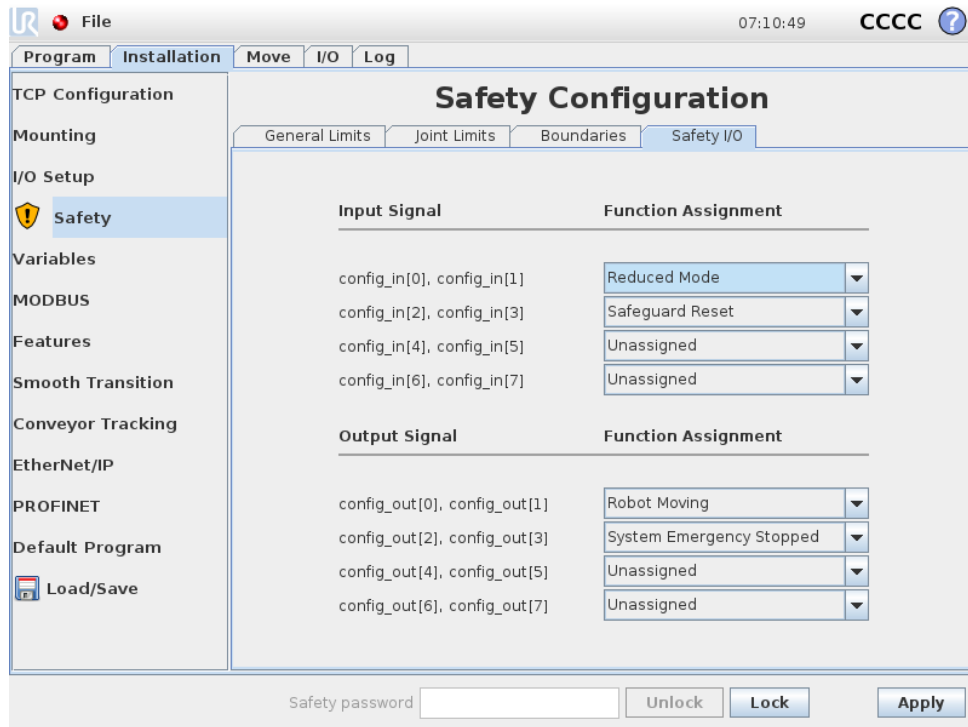 UR File 07:10:49 CCCC ?
Program Installation Move I/O Log
TCP Configuration
Mounting
I/O Setup
Safety
Variables
MODBUS
Features
Smooth Transition
Conveyor Tracking
EtherNet/IP
PROFINET
Default Program
Load/Save
Safety Configuration
General Limits Joint Limits Boundaries Safety I/O
Input Signal Function Assignment
config_in[0], config_in[1] Reduced Mode
config_in[2], config_in[3] Safeguard Reset
config_in[4], config_in[5] Unassigned
config_in[6], config_in[7] Unassigned
Output Signal Function Assignment
config_out[0], config_out[1] Robot Moving
config_out[2], config_out[3] System Emergency Stopped
config_out[4], config_out[5] Unassigned
config_out[6], config_out[7] Unassigned
Safety password Unlock Lock Apply